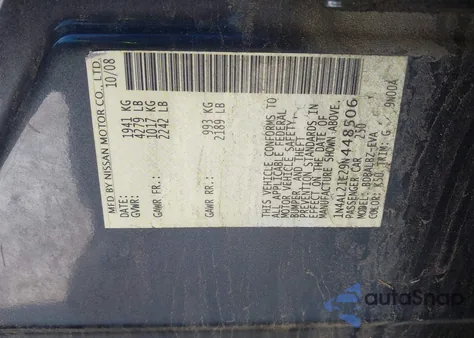 MFD BY NISSAN MOTOR CO., LTD.
10/08
GVWR: 1941 KG
4279 LB
GAWR FR: 1017 KG
2242 LB
GAWR RR: 993 KG
2189 LB
THIS VEHICLE CONFORMS TO
ALL APPLICABLE FEDERAL
MOTOR VEHICLE SAFETY,
BUMPER, AND THEFT
PREVENTION STANDARDS IN
EFFECT ON THE DATE OF
MANUFACTURE SHOWN ABOVE.
1N4AL21E29N448506
PASSENGER CAR
MODEL: BDBALB2-EVA
COLOR: K50 TRIM: G 9N00A
autoSnap